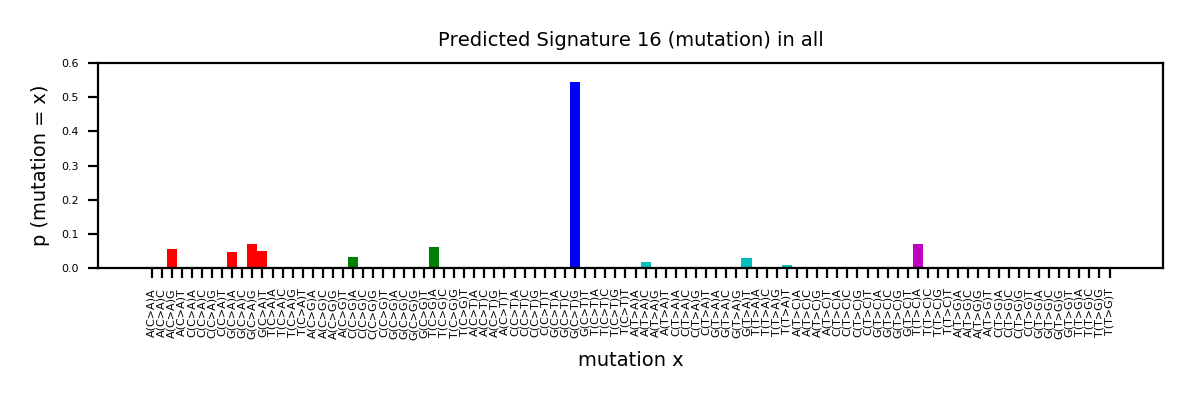 Predicted Signature 16 (mutation) in all
p (mutation = x)
0.6
0.5
0.4
0.3
0.2
0.1
0.0
A(C>A)A
A(C>A)C
A(C>A)G
A(C>A)T
C(C>A)A
C(C>A)C
C(C>A)G
C(C>A)T
G(C>A)A
G(C>A)C
G(C>A)G
G(C>A)T
T(C>A)A
T(C>A)C
T(C>A)G
T(C>A)T
A(C>G)A
A(C>G)C
A(C>G)G
A(C>G)T
C(C>G)A
C(C>G)C
C(C>G)G
C(C>G)T
G(C>G)A
G(C>G)C
G(C>G)G
G(C>G)T
T(C>G)A
T(C>G)C
T(C>G)G
T(C>G)T
A(C>T)A
A(C>T)C
A(C>T)G
A(C>T)T
C(C>T)A
C(C>T)C
C(C>T)G
C(C>T)T
G(C>T)A
G(C>T)C
G(C>T)G
G(C>T)T
T(C>T)A
T(C>T)C
T(C>T)G
T(C>T)T
A(T>A)A
A(T>A)C
A(T>A)G
A(T>A)T
C(T>A)A
C(T>A)C
C(T>A)G
C(T>A)T
G(T>A)A
G(T>A)C
G(T>A)G
G(T>A)T
T(T>A)A
T(T>A)C
T(T>A)G
T(T>A)T
A(T>C)A
A(T>C)C
A(T>C)G
A(T>C)T
C(T>C)A
C(T>C)C
C(T>C)G
C(T>C)T
G(T>C)A
G(T>C)C
G(T>C)G
G(T>C)T
T(T>C)A
T(T>C)C
T(T>C)G
T(T>C)T
A(T>G)A
A(T>G)C
A(T>G)G
A(T>G)T
C(T>G)A
C(T>G)C
C(T>G)G
C(T>G)T
G(T>G)A
G(T>G)C
G(T>G)G
G(T>G)T
T(T>G)A
T(T>G)C
T(T>G)G
T(T>G)T
mutation x